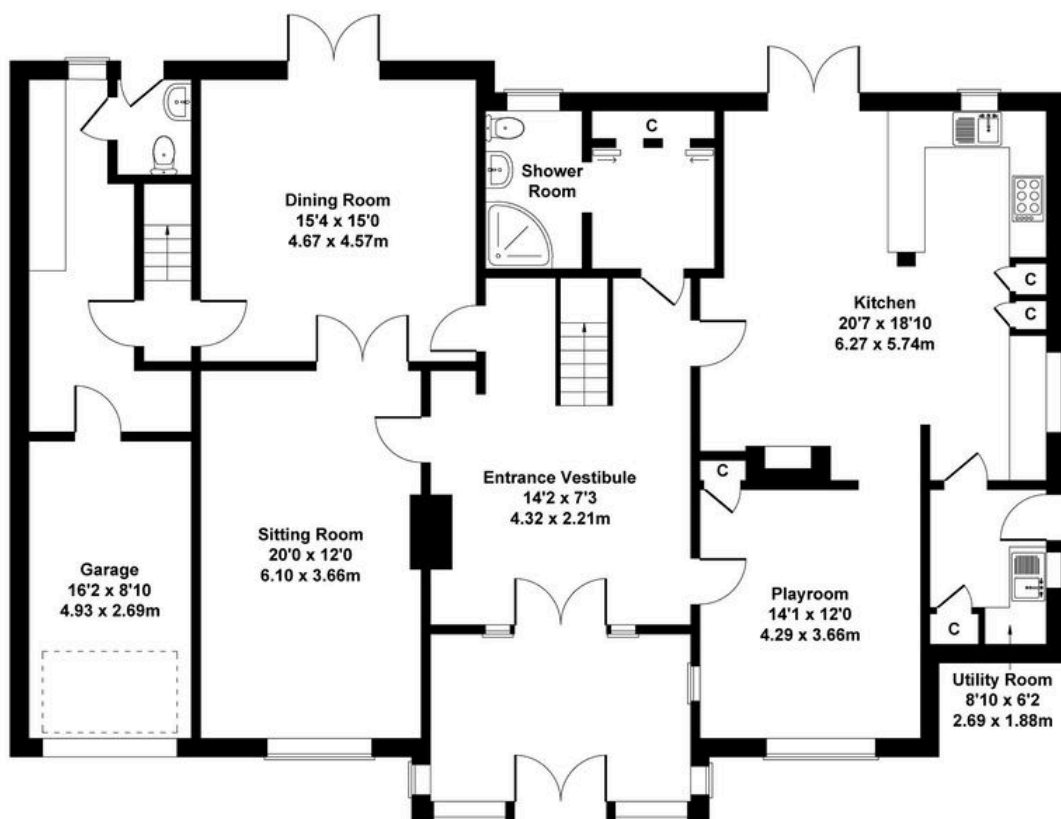 C
Shower
Room
Dining Room
15'4 x 15'0
4.67 x 4.57m
C
Kitchen
20'7 x 18'10
6.27 x 5.74m
C
C
Entrance Vestibule
14'2 x 7'3
4.32 x 2.21m
Sitting Room
20'0 x 12'0
6.10 x 3.66m
Garage
16'2 x 8'10
4.93 x 2.69m
Playroom
14'1 x 12'0
4.29 x 3.66m
C
Utility Room
8'10 x 6'2
2.69 x 1.88m